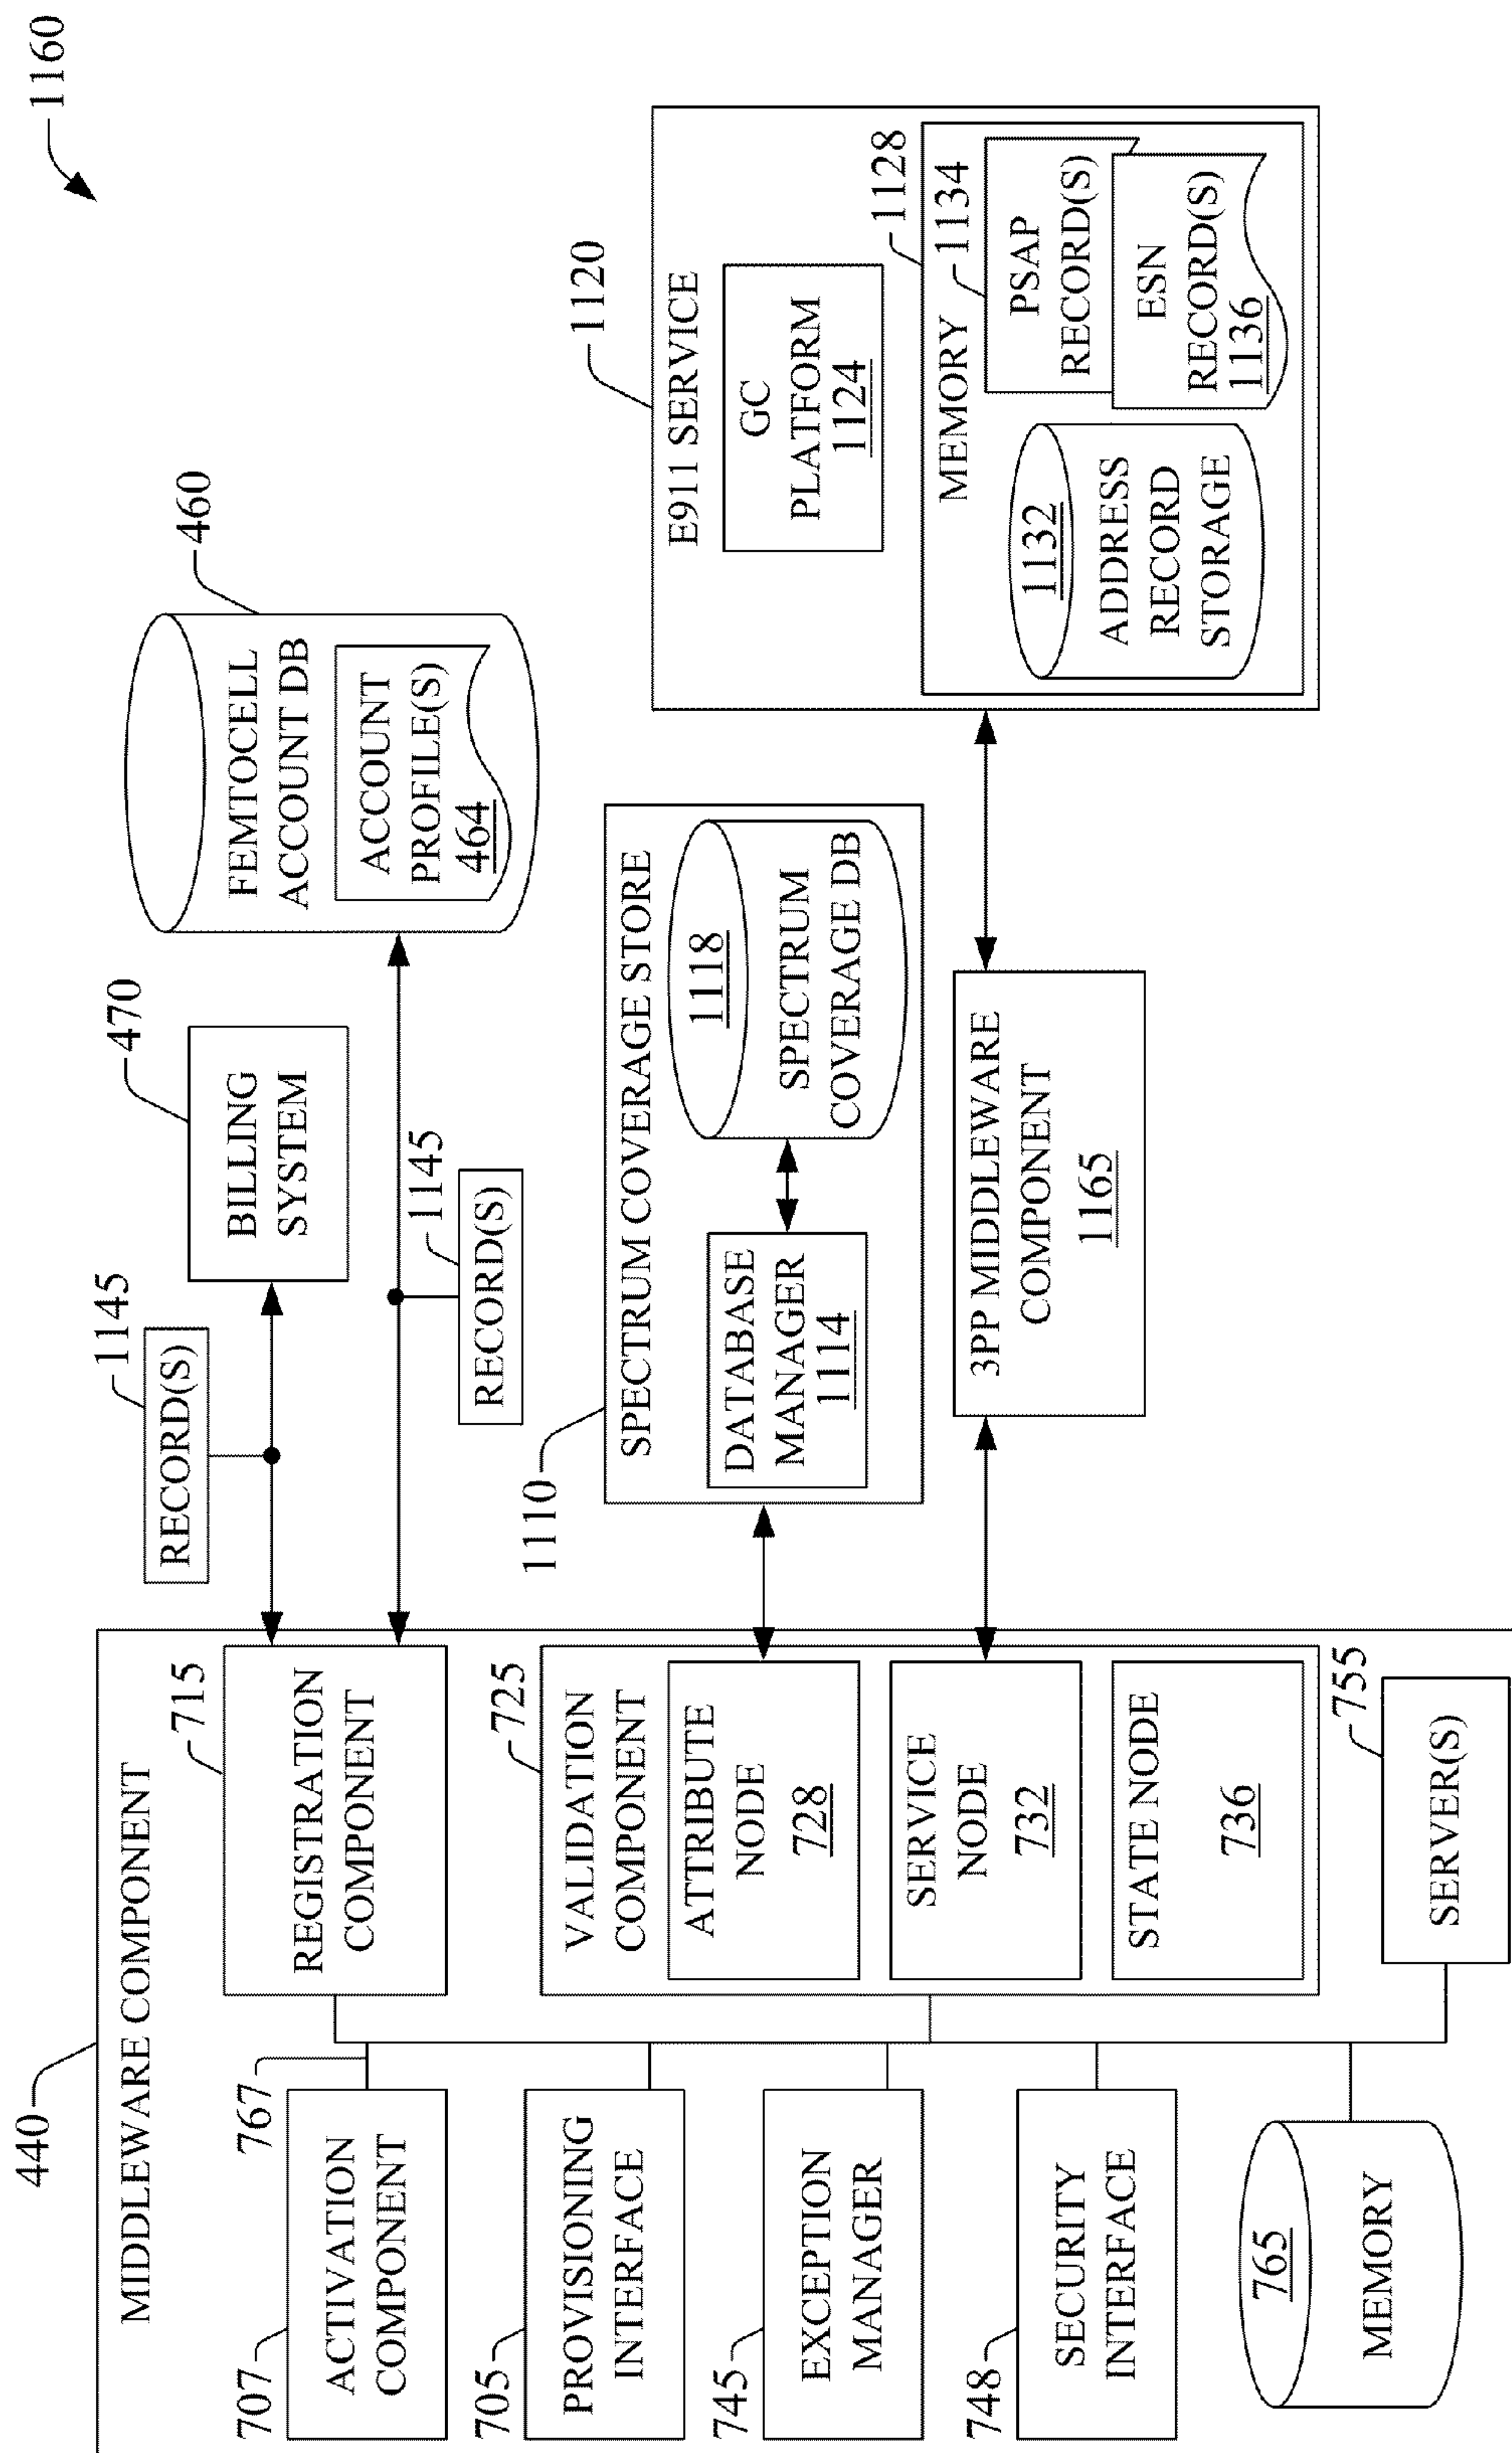 1160
440
MIDDLEWARE COMPONENT
707
ACTIVATION
COMPONENT
767
705
PROVISIONING
INTERFACE
745
EXCEPTION
MANAGER
748
SECURITY
INTERFACE
765
MEMORY
715
REGISTRATION
COMPONENT
725
VALIDATION
COMPONENT
ATTRIBUTE
NODE
728
SERVICE
NODE
732
STATE NODE
736
755
SERVER(S)
1145
RECORD(S)
470
BILLING
SYSTEM
1145
RECORD(S)
460
FEMTOCELL
ACCOUNT DB
ACCOUNT
PROFILE(S)
464
1110
SPECTRUM COVERAGE STORE
DATABASE
MANAGER
1114
1118
SPECTRUM
COVERAGE DB
3PP MIDDLEWARE
COMPONENT
1165
1120
E911 SERVICE
GC
PLATFORM
1124
1128
MEMORY
1134
1132
ADDRESS
RECORD
STORAGE
PSAP
RECORD(S)
ESN
RECORD(S)
1136